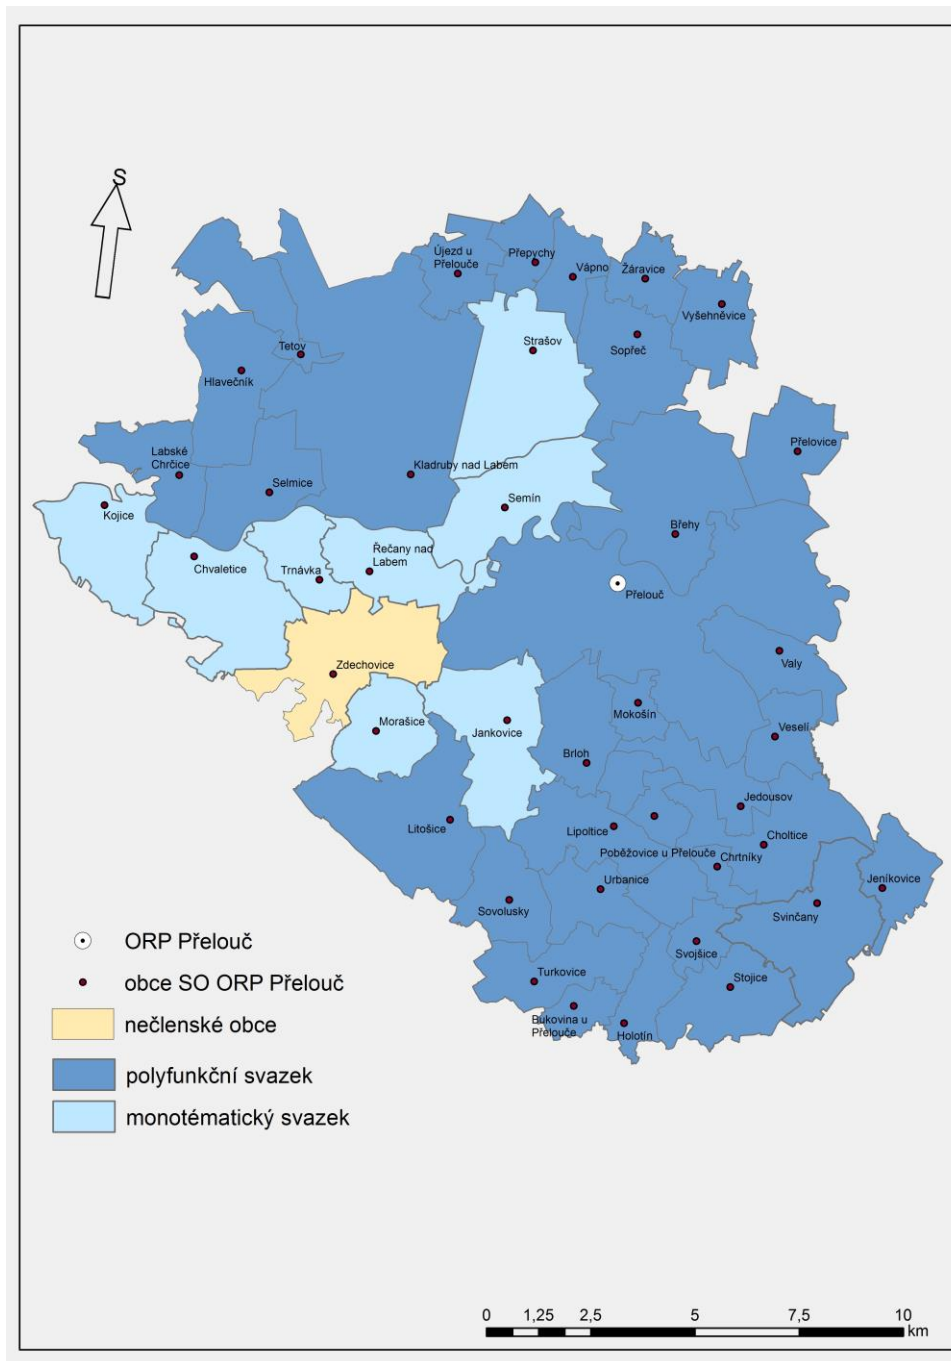 S
Újezd u
Přelouče
Přepychy
Vápno
Žáravice
Vyšehněvice
Strašov
Sopřeč
Tetov
Hlavečník
Přelovice
Labské
Chrčice
Kladruby nad Labem
Selmice
Semín
Kojice
Břehy
Řečany nad
Labem
Chvaletice
Trnávka
Přelouč
Valy
Zdechovice
Mokošín
Morašice
Jankovice
Veselí
Brloh
Jedousov
Litošice
Lipoltice
Choltice
Poběžovice u Přelouče
Chrtníky
Jeníkovice
Urbanice
Svinčany
Sovolusky
Svojšice
Turkovice
Stojice
Bukovina u
Přelouče
Holotín
ORP Přelouč
obce SO ORP Přelouč
nečlenské obce
polyfunkční svazek
monotématický svazek
0 1,25 2,5 5 7,5 10
km